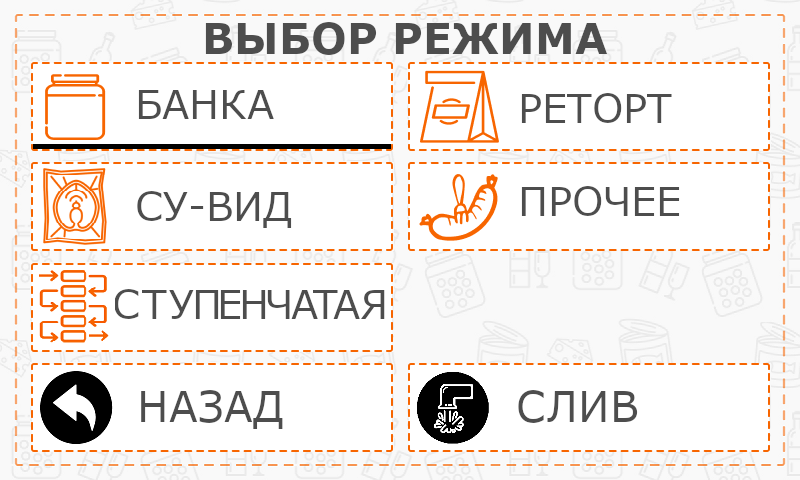 ВЫБОР РЕЖИМА
БАНКА
РЕТОРТ
СУ-ВИД
ПРОЧЕЕ
СТУПЕНЧАТАЯ
НАЗАД
СЛИВ